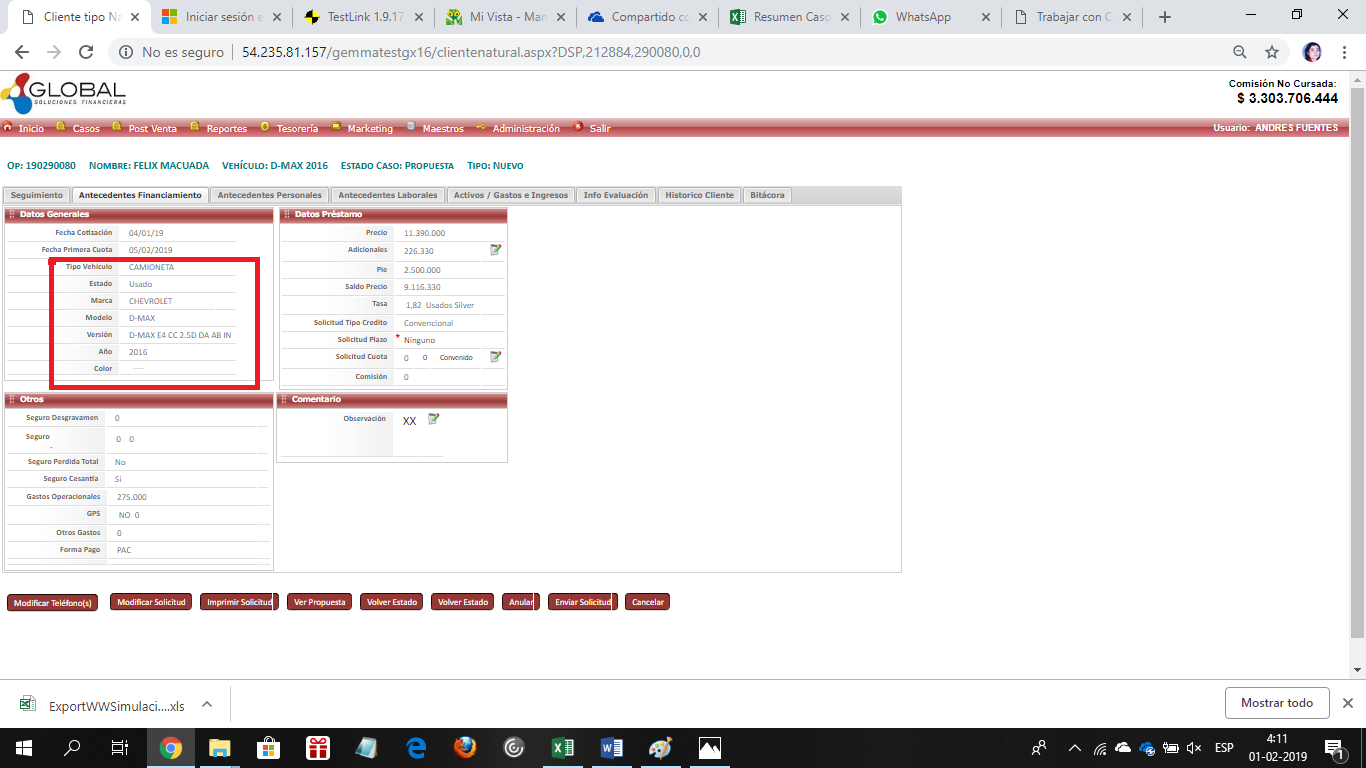 Cliente tipo Na
Iniciar sesión e
TestLink 1.9.17
Mi Vista - Man
Compartido co
Resumen Caso
WhatsApp
Trabajar con C
No es seguro | 54.235.81.157/gemmatestgx16/clientenatural.aspx?DSP,212884,290080,0,0
GLOBAL
SOLUCIONES FINANCIERAS
Comisión No Cursada:
$ 3.303.706.444
Inicio Casos Post Venta Reportes Tesorería Marketing Maestros Administración Salir Usuario: ANDRES FUENTES
OP: 190290080 NOMBRE: FELIX MACUADA VEHÍCULO: D-MAX 2016 ESTADO CASO: PROPUESTA TIPO: NUEVO
Seguimiento Antecedentes Financiamiento Antecedentes Personales Antecedentes Laborales Activos / Gastos e Ingresos Info Evaluación Historico Cliente Bitácora
Datos Generales
Fecha Cotización 04/01/19
Fecha Primera Cuota 05/02/2019
Tipo Vehículo CAMIONETA
Estado Usado
Marca CHEVROLET
Modelo D-MAX
Versión D-MAX E4 CC 2.5D DA AB IN
Año 2016
Color ----
Datos Préstamo
Precio 11.390.000
Adicionales 226.330
Pie 2.500.000
Saldo Precio 9.116.330
Tasa 1,82 Usados Silver
Solicitud Tipo Credito Convencional
Solicitud Plazo * Ninguno
Solicitud Cuota 0 0 Convenido
Comisión 0
Otros
Seguro Desgravamen 0
Seguro 0 0
-
Seguro Perdida Total No
Seguro Cesantía Si
Gastos Operacionales 275.000
GPS NO 0
Otros Gastos 0
Forma Pago PAC
Comentario
Observación XX
Modificar Teléfono(s) Modificar Solicitud Imprimir Solicitud Ver Propuesta Volver Estado Volver Estado Anular Enviar Solicitud Cancelar
ExportWWSimulaci....xls
Mostrar todo
ESP
4:11
01-02-2019
1